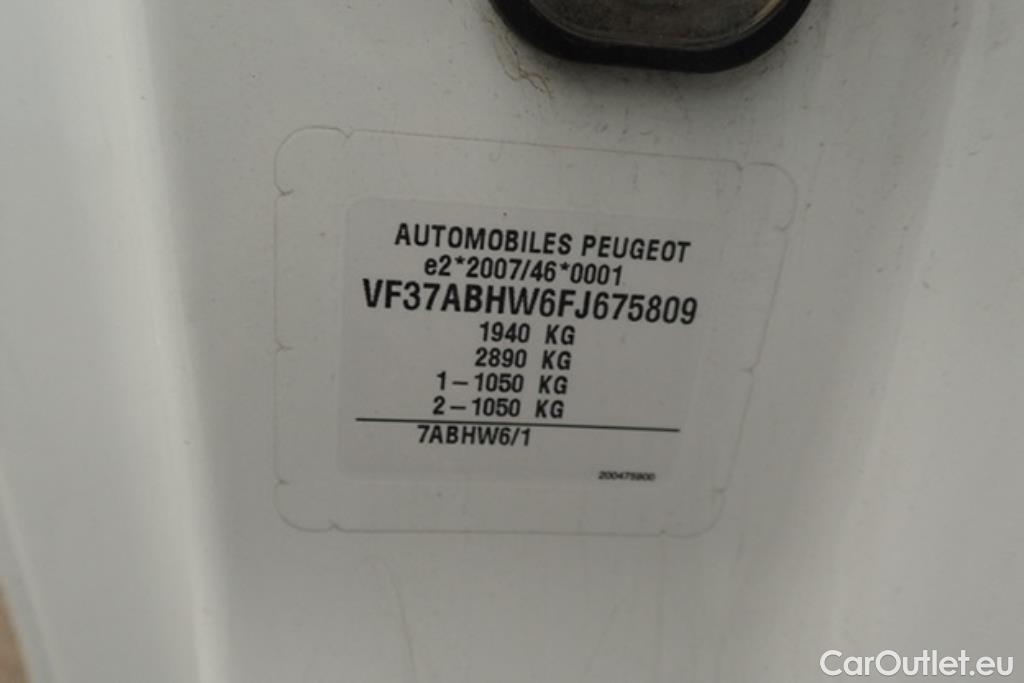 AUTOMOBILES PEUGEOT
e2*2007/46*0001
VF37ABHW6FJ675809
1940 KG
2890 KG
1-1050 KG
2-1050 KG
7ABHW6/1
200475800
CarOutlet.eu